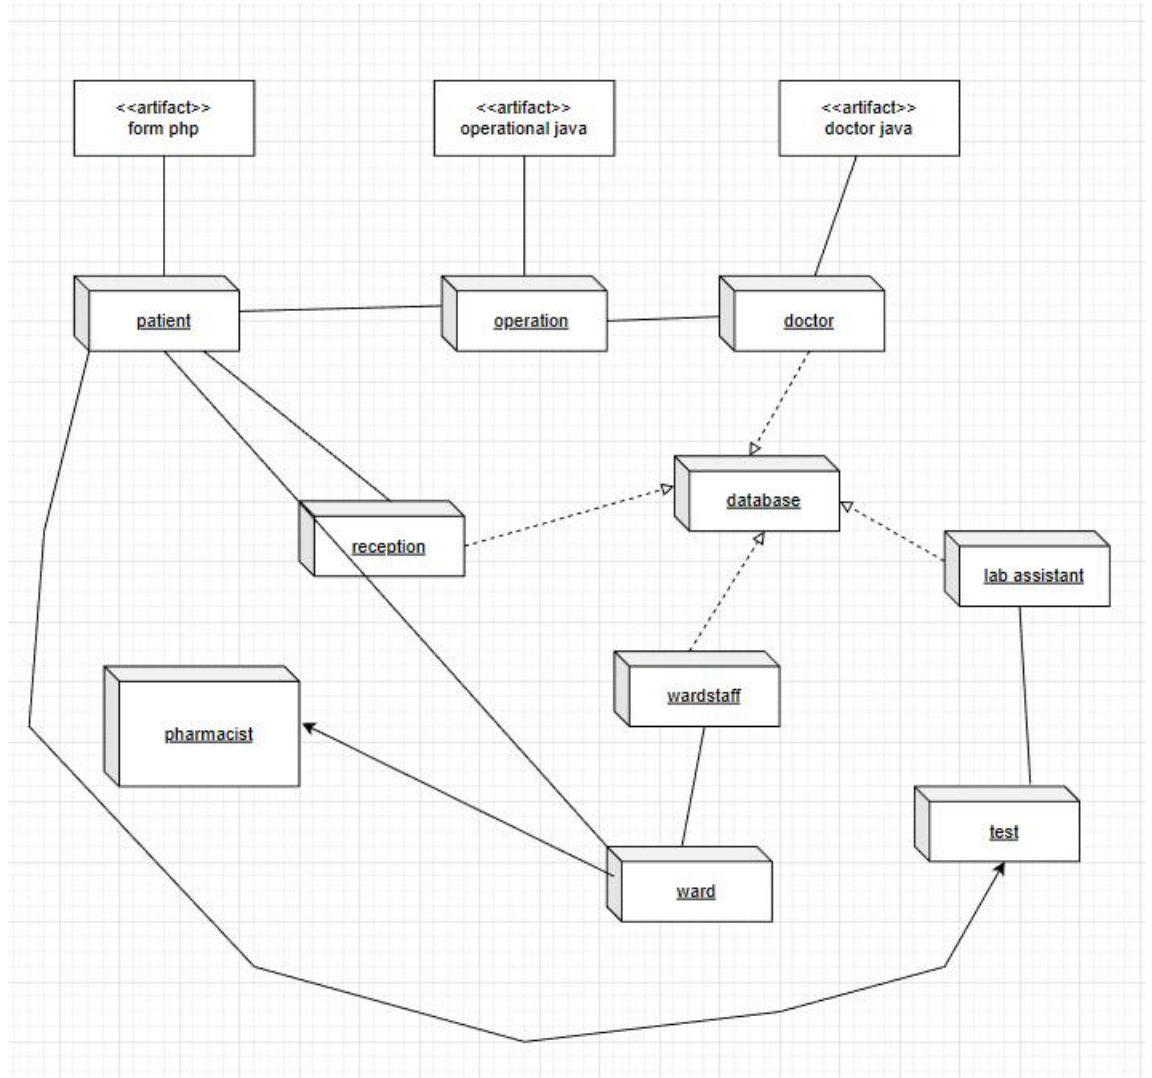 <<artifact>>
form php
<<artifact>>
operational java
<<artifact>>
doctor java
patient
operation
doctor
database
reception
lab assistant
wardstaff
pharmacist
test
ward